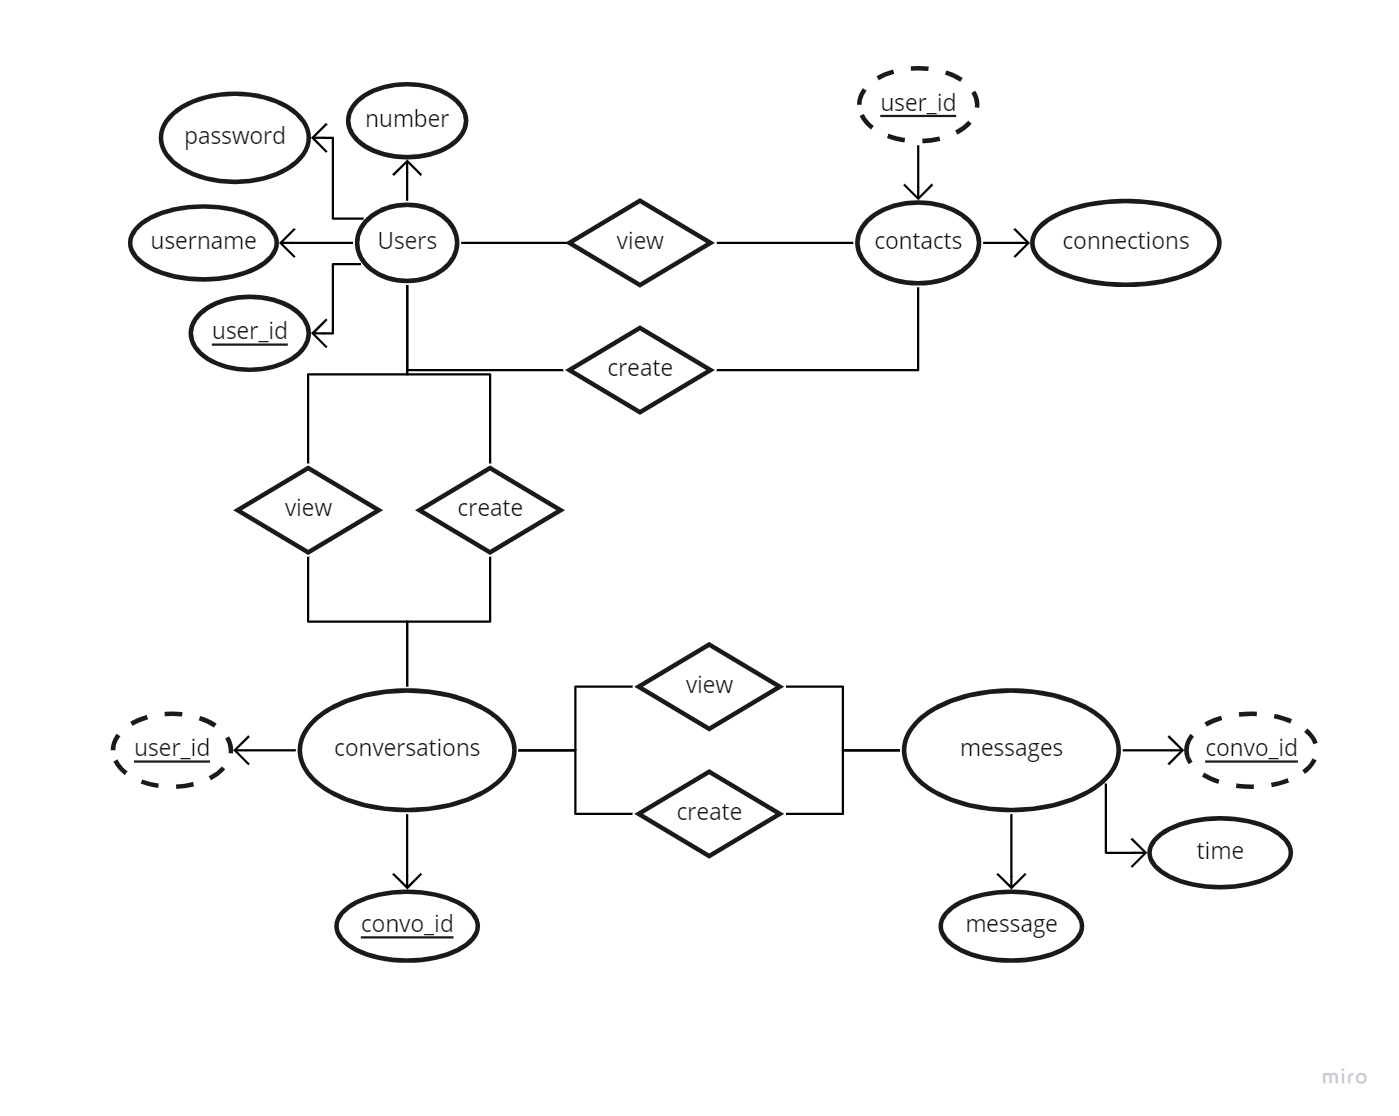 user_id
password
number
username
Users
view
contacts
connections
user_id
create
view
create
view
user_id
conversations
messages
convo_id
create
time
convo_id
message
miro